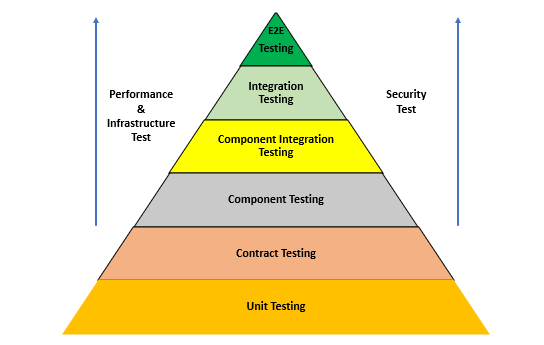 E2E
Testing
Integration
Testing
Component Integration
Testing
Component Testing
Contract Testing
Unit Testing
Performance
&
Infrastructure
Test
Security
Test